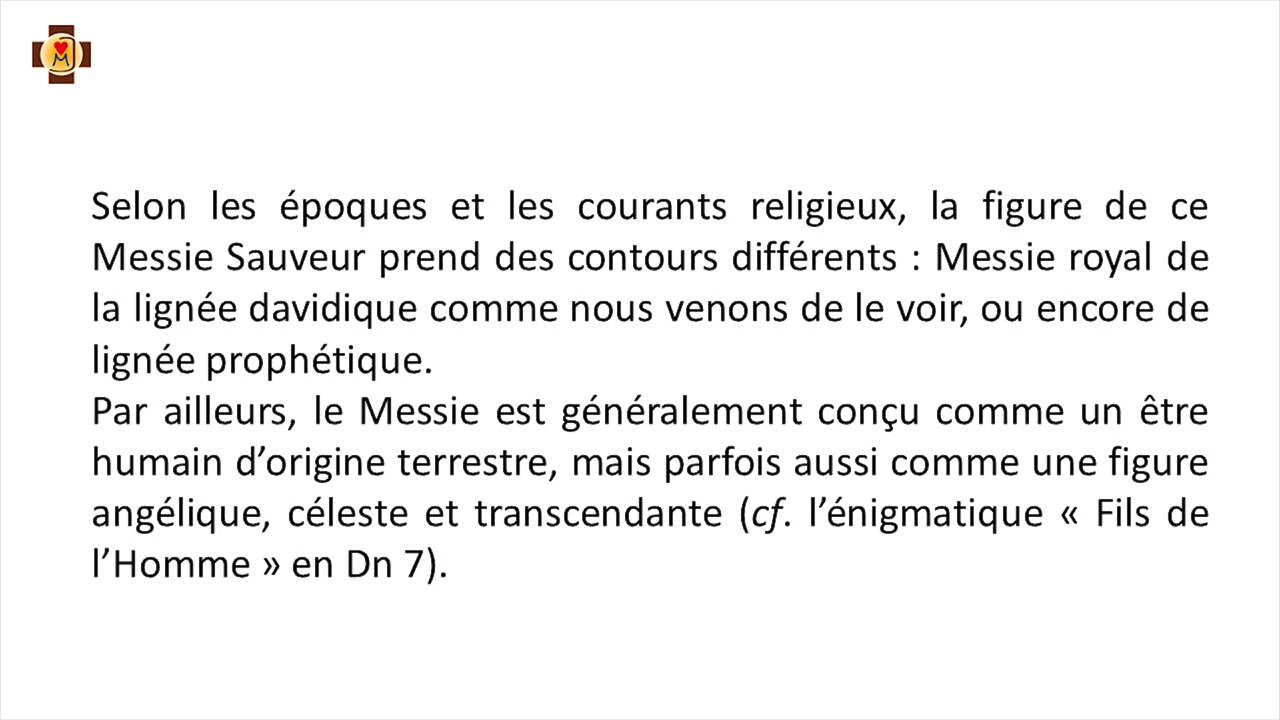 M
Selon les époques et les courants religieux, la figure de ce
Messie Sauveur prend des contours différents : Messie royal de
la lignée davidique comme nous venons de le voir, ou encore de
lignée prophétique.
Par ailleurs, le Messie est généralement conçu comme un être
humain d’origine terrestre, mais parfois aussi comme une figure
angélique, céleste et transcendante (cf. l’énigmatique « Fils de
l’Homme » en Dn 7).